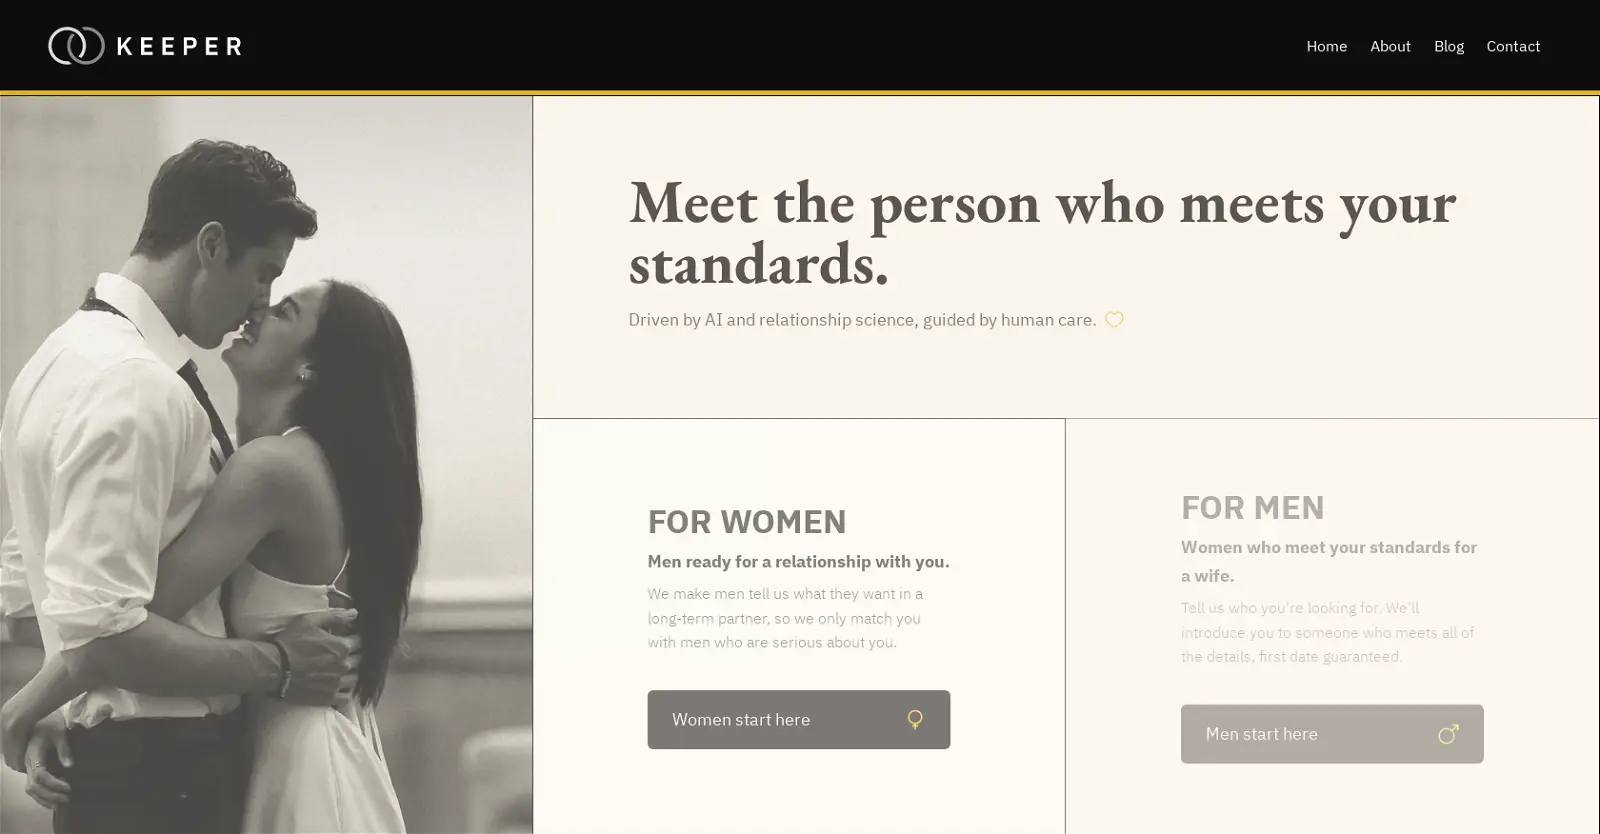 KEEPER
Home About Blog Contact
Meet the person who meets your
standards.
Driven by AI and relationship science, guided by human care.
FOR WOMEN
Men ready for a relationship with you.
We make men tell us what they want in a
long-term partner, so we only match you
with men who are serious about you.
Women start here
FOR MEN
Women who meet your standards for
a wife.
Tell us who you're looking for. We'll
introduce you to someone who meets all of
the details, first date guaranteed.
Men start here